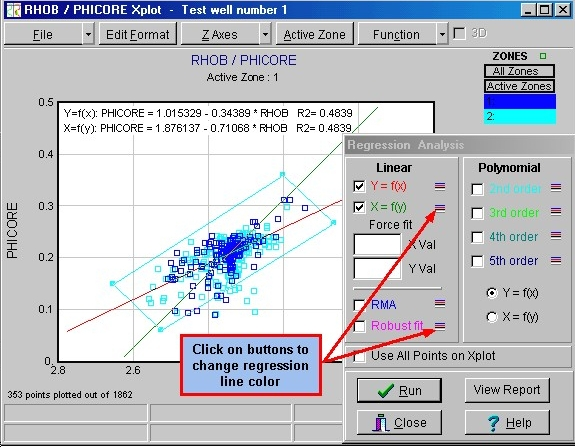 RHOB / PHICORE Xplot - Test well number 1
File Edit Format Z Axes Active Zone Function 3D
RHOB / PHICORE
Active Zone : 1
ZONES
All Zones
Active Zones
1:
2:
0.5
Y=f(x): PHICORE = 1.015329 - 0.34389 * RHOB R2= 0.4839
X=f(y): PHICORE = 1.876137 - 0.71068 * RHOB R2= 0.4839
0.4
0.3
0.2
0.1
0.
PHICORE
2.8 2.6
353 points plotted out of 1862
Regression Analysis
Linear
Y = f(x)
X = f(y)
Force fit
X Val
Y Val
RMA
Robust fit
Polynomial
2nd order
3rd order
4th order
5th order
Y = f(x)
X = f(y)
Use All Points on Xplot
Run View Report
Close Help
Click on buttons to
change regression
line color